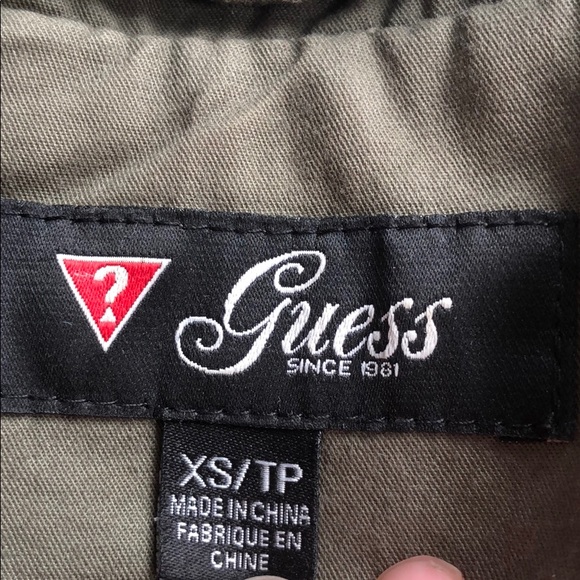 ?
Guess
SINCE 1981
XS/TP
MADE IN CHINA
FABRIQUE EN
CHINE